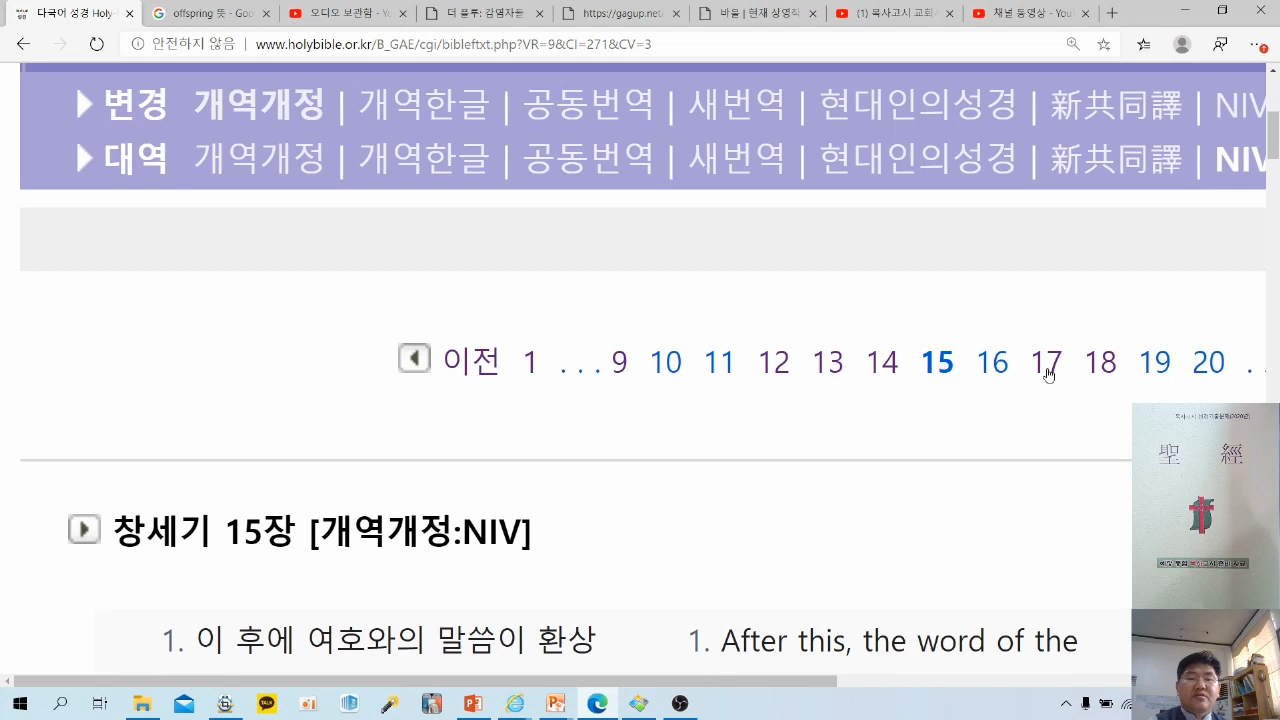 다국어 성경 Holy-
offspring 뜻 - Goo
오디오 보관함 - Yo
더 플롯: 감염자들
https://gagup.net/
바울 | 현재 상영작
(1) 목사고시 교회사
채널 동영상 - YouT
안전하지 않음 | www.holybible.or.kr/B_GAE/cgi/bibleftxt.php?VR=9&CI=271&CV=3
변경 개역개정 | 개역한글 | 공동번역 | 새번역 | 현대인의성경 | 新共同譯 | NIV
대역 개역개정 | 개역한글 | 공동번역 | 새번역 | 현대인의성경 | 新共同譯 | NIV
이전 1 . . . 9 10 11 12 13 14 15 16 17 18 19 20 . .
창세기 15장 [개역개정:NIV]
1. 이 후에 여호와의 말씀이 환상
1. After this, the word of the
聖 經
TALK